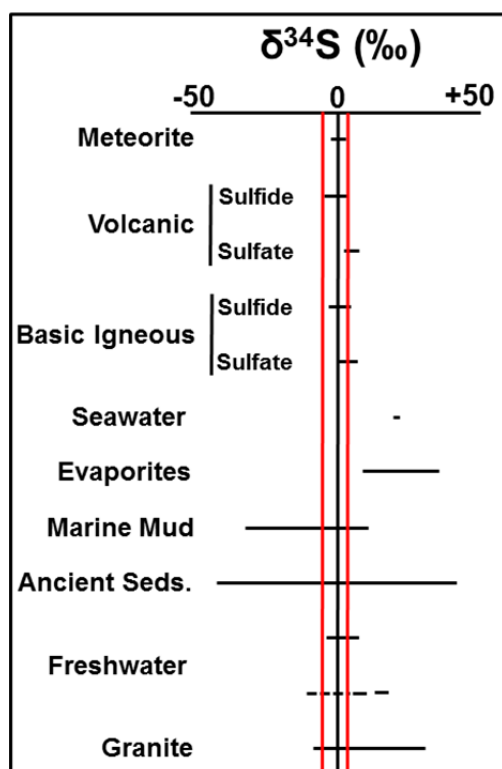 δ³⁴S (‰)
-50 0 +50
Meteorite
Volcanic
Sulfide
Sulfate
Basic Igneous
Sulfide
Sulfate
Seawater
Evaporites
Marine Mud
Ancient Seds.
Freshwater
Granite